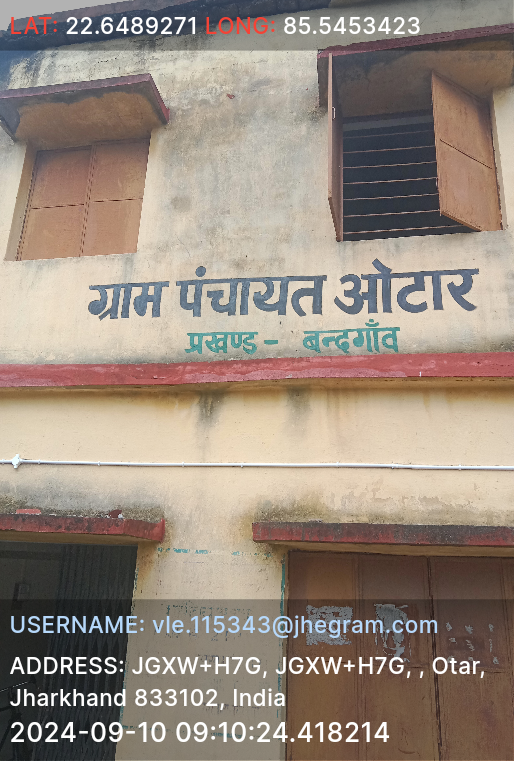 LAT: 22.6489271 LONG: 85.5453423
ग्राम पंचायत ओटार
प्रखण्ड - बन्दगाँव
USERNAME: vle.115343@jhegram.com
ADDRESS: JGXW+H7G, JGXW+H7G, , Otar,
Jharkhand 833102, India
2024-09-10 09:10:24.418214